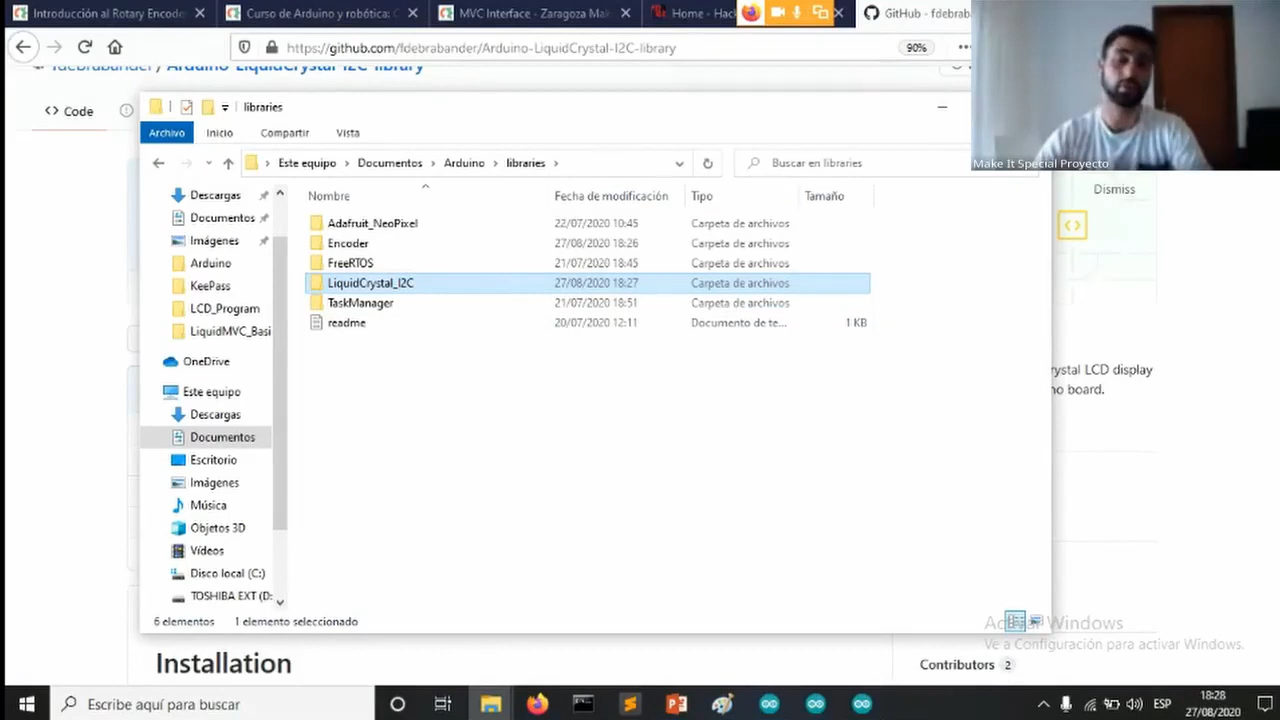 Introducción al Rotary Encode
Curso de Arduino y robótica: C
MVC Interface - Zaragoza Mak
Home - Hack
GitHub - fdebraba
https://github.com/fdebrabander/Arduino-LiquidCrystal-I2C-library
90%
fdebrabander / Arduino-LiquidCrystal-I2C-library
<> Code
libraries
Archivo
Inicio
Compartir
Vista
Este equipo > Documentos > Arduino > libraries >
Buscar en libraries
Make It Special Proyecto
Dismiss
Nombre
Fecha de modificación
Tipo
Tamaño
Descargas
Documentos
Imágenes
Arduino
KeePass
LCD_Program
LiquidMVC_Basi
OneDrive
Este equipo
Descargas
Documentos
Escritorio
Imágenes
Música
Objetos 3D
Vídeos
Disco local (C:)
TOSHIBA EXT (D:
Adafruit_NeoPixel 22/07/2020 10:45 Carpeta de archivos
Encoder 27/08/2020 18:26 Carpeta de archivos
FreeRTOS 21/07/2020 18:45 Carpeta de archivos
LiquidCrystal_I2C 27/08/2020 18:27 Carpeta de archivos
TaskManager 21/07/2020 18:51 Carpeta de archivos
readme 20/07/2020 12:11 Documento de te... 1 KB
rystal LCD display
no board.
6 elementos 1 elemento seleccionado
Activar Windows
Ve a Configuración para activar Windows.
Installation
Contributors 2
Escribe aquí para buscar
ESP
18:28
27/08/2020